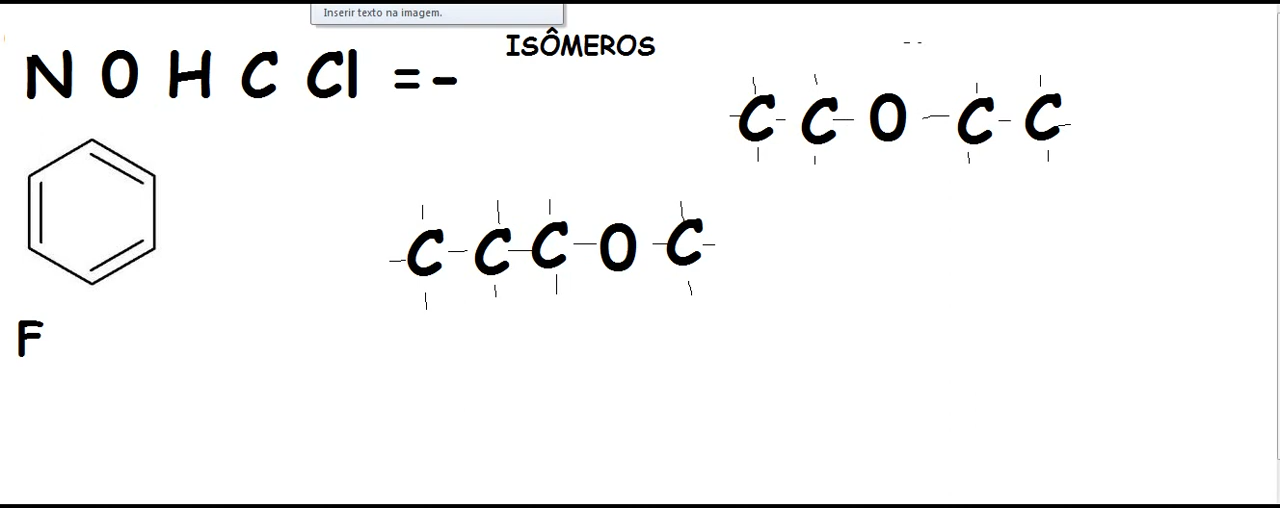 Inserir texto na imagem.
ISÔMEROS
N O H C Cl = -
C C O C C
C C C O C
F